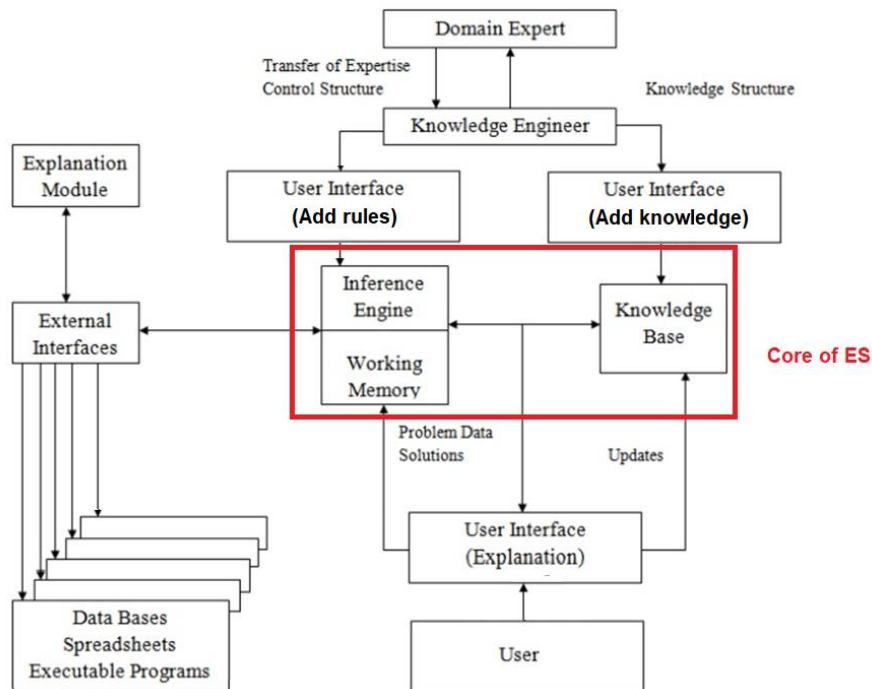 Domain Expert
Transfer of Expertise
Control Structure
Knowledge Structure
Knowledge Engineer
Explanation
Module
User Interface
(Add rules)
User Interface
(Add knowledge)
Inference
Engine
Working
Memory
Knowledge
Base
External
Interfaces
Core of ES
Problem Data
Solutions
Updates
User Interface
(Explanation)
Data Bases
Spreadsheets
Executable Programs
User